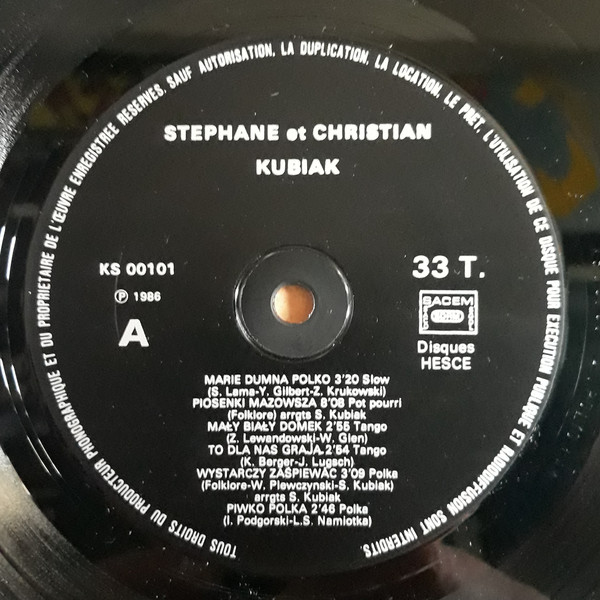 TOUS DROITS DU PRODUCTEUR PHONOGRAPHIQUE ET DU PROPRIETAIRE DE L'ŒUVRE ENREGISTREE RESERVES, SAUF AUTORISATION, LA DUPLICATION, LA LOCATION, LE PRET, L'UTILISATION DE CE DISQUE POUR EXECUTION PUBLIQUE ET RADIODIFFUSION SONT INTERDITS.
STEPHANE et CHRISTIAN
KUBIAK
KS 00101
℗ 1986
A
33 T.
SACEM
Disques
HESCE
MARIE DUMNA POLKO 3'20 Slow
(S. Lama-Y. Gilbert-Z. Krukowski)
PIOSENKI MAZOWSZA 8'08 Pot pourri
(Folklore) arrgts S. Kubiak
MAŁY BIAŁY DOMEK 2'55 Tango
(Z. Lewandowski-W. Glen)
TO DLA NAS GRAJĄ 2'54 Tango
(K. Berger-J. Lugsch)
WYSTARCZY ZAŚPIEWAĆ 3'09 Polka
(Folklore-W. Plewczynski-S. Kubiak)
arrgts S. Kubiak
PIWKO POLKA 2'46 Polka
(I. Podgorski-L.S. Namiotka)